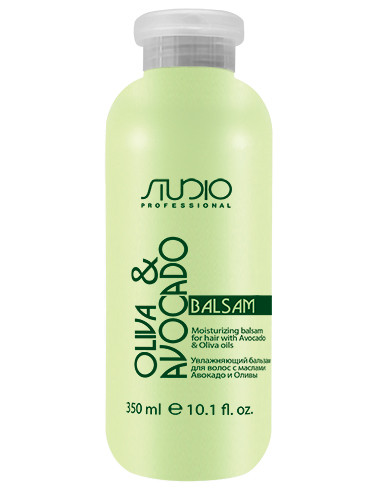 STUDIO
PROFESSIONAL
OLIVA &
AVOCADO
BALSAM
Moisturizing balsam
for hair with Avocado
& Oliva oils
Увлажняющий бальзам
для волос с маслами
Авокадо и Оливы
350 ml ℮ 10.1 fl. oz.